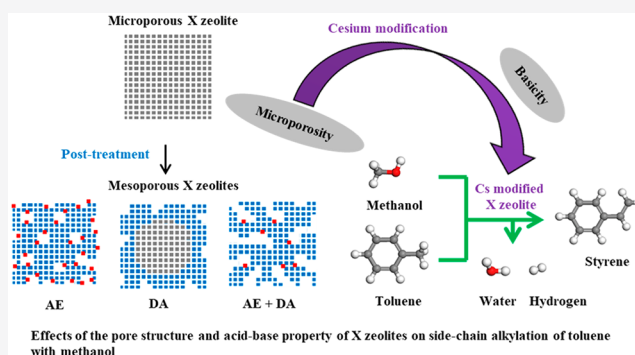 Microporous X zeolite
Cesium modification
Basicity
Microporosity
Post-treatment
Mesoporous X zeolites
Methanol
Cs modified
X zeolite
Styrene
AE
DA
AE + DA
Toluene
Water
Hydrogen
Effects of the pore structure and acid-base property of X zeolites on side-chain alkylation of toluene
with methanol